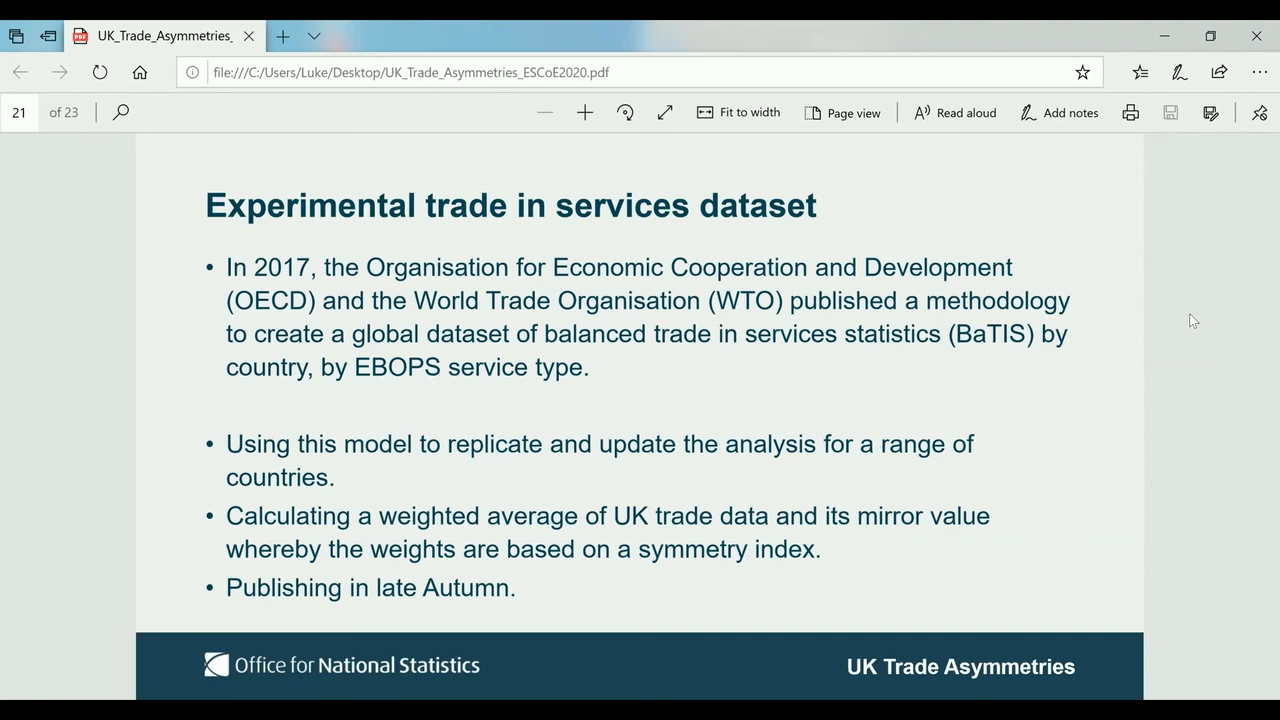 UK_Trade_Asymmetries_
file:///C:/Users/Luke/Desktop/UK_Trade_Asymmetries_ESCoE2020.pdf
21 of 23
Fit to width
Page view
Read aloud
Add notes
Experimental trade in services dataset
• In 2017, the Organisation for Economic Cooperation and Development
(OECD) and the World Trade Organisation (WTO) published a methodology
to create a global dataset of balanced trade in services statistics (BaTIS) by
country, by EBOPS service type.
• Using this model to replicate and update the analysis for a range of
countries.
• Calculating a weighted average of UK trade data and its mirror value
whereby the weights are based on a symmetry index.
• Publishing in late Autumn.
Office for National Statistics
UK Trade Asymmetries